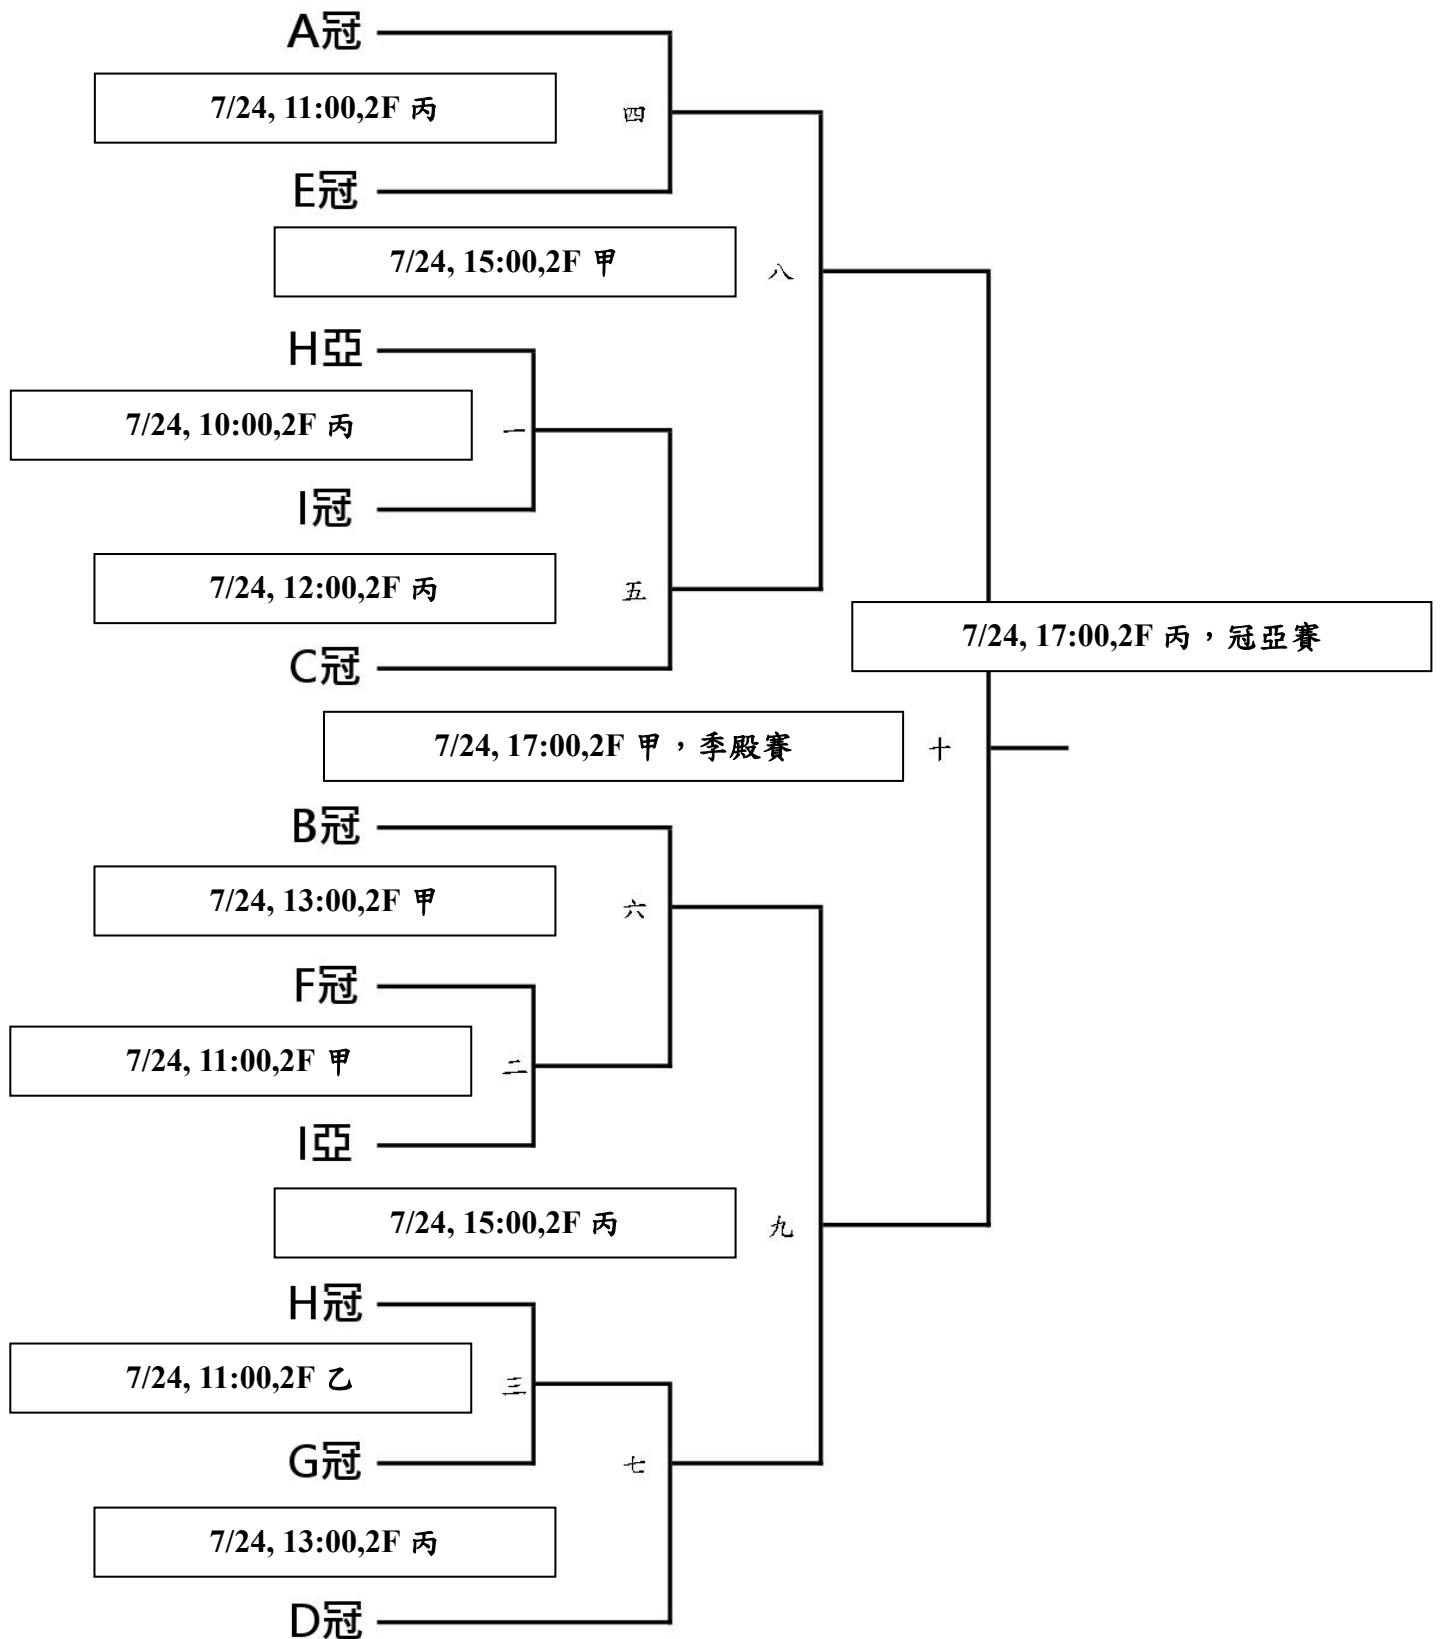 A冠
7/24, 11:00,2F 丙
四
E冠
7/24, 15:00,2F 甲
八
H亞
7/24, 10:00,2F 丙
一
I冠
7/24, 12:00,2F 丙
五
7/24, 17:00,2F 丙，冠亞賽
C冠
7/24, 17:00,2F 甲，季殿賽
十
B冠
7/24, 13:00,2F 甲
六
F冠
7/24, 11:00,2F 甲
二
I亞
7/24, 15:00,2F 丙
九
H冠
7/24, 11:00,2F 乙
三
G冠
七
7/24, 13:00,2F 丙
D冠